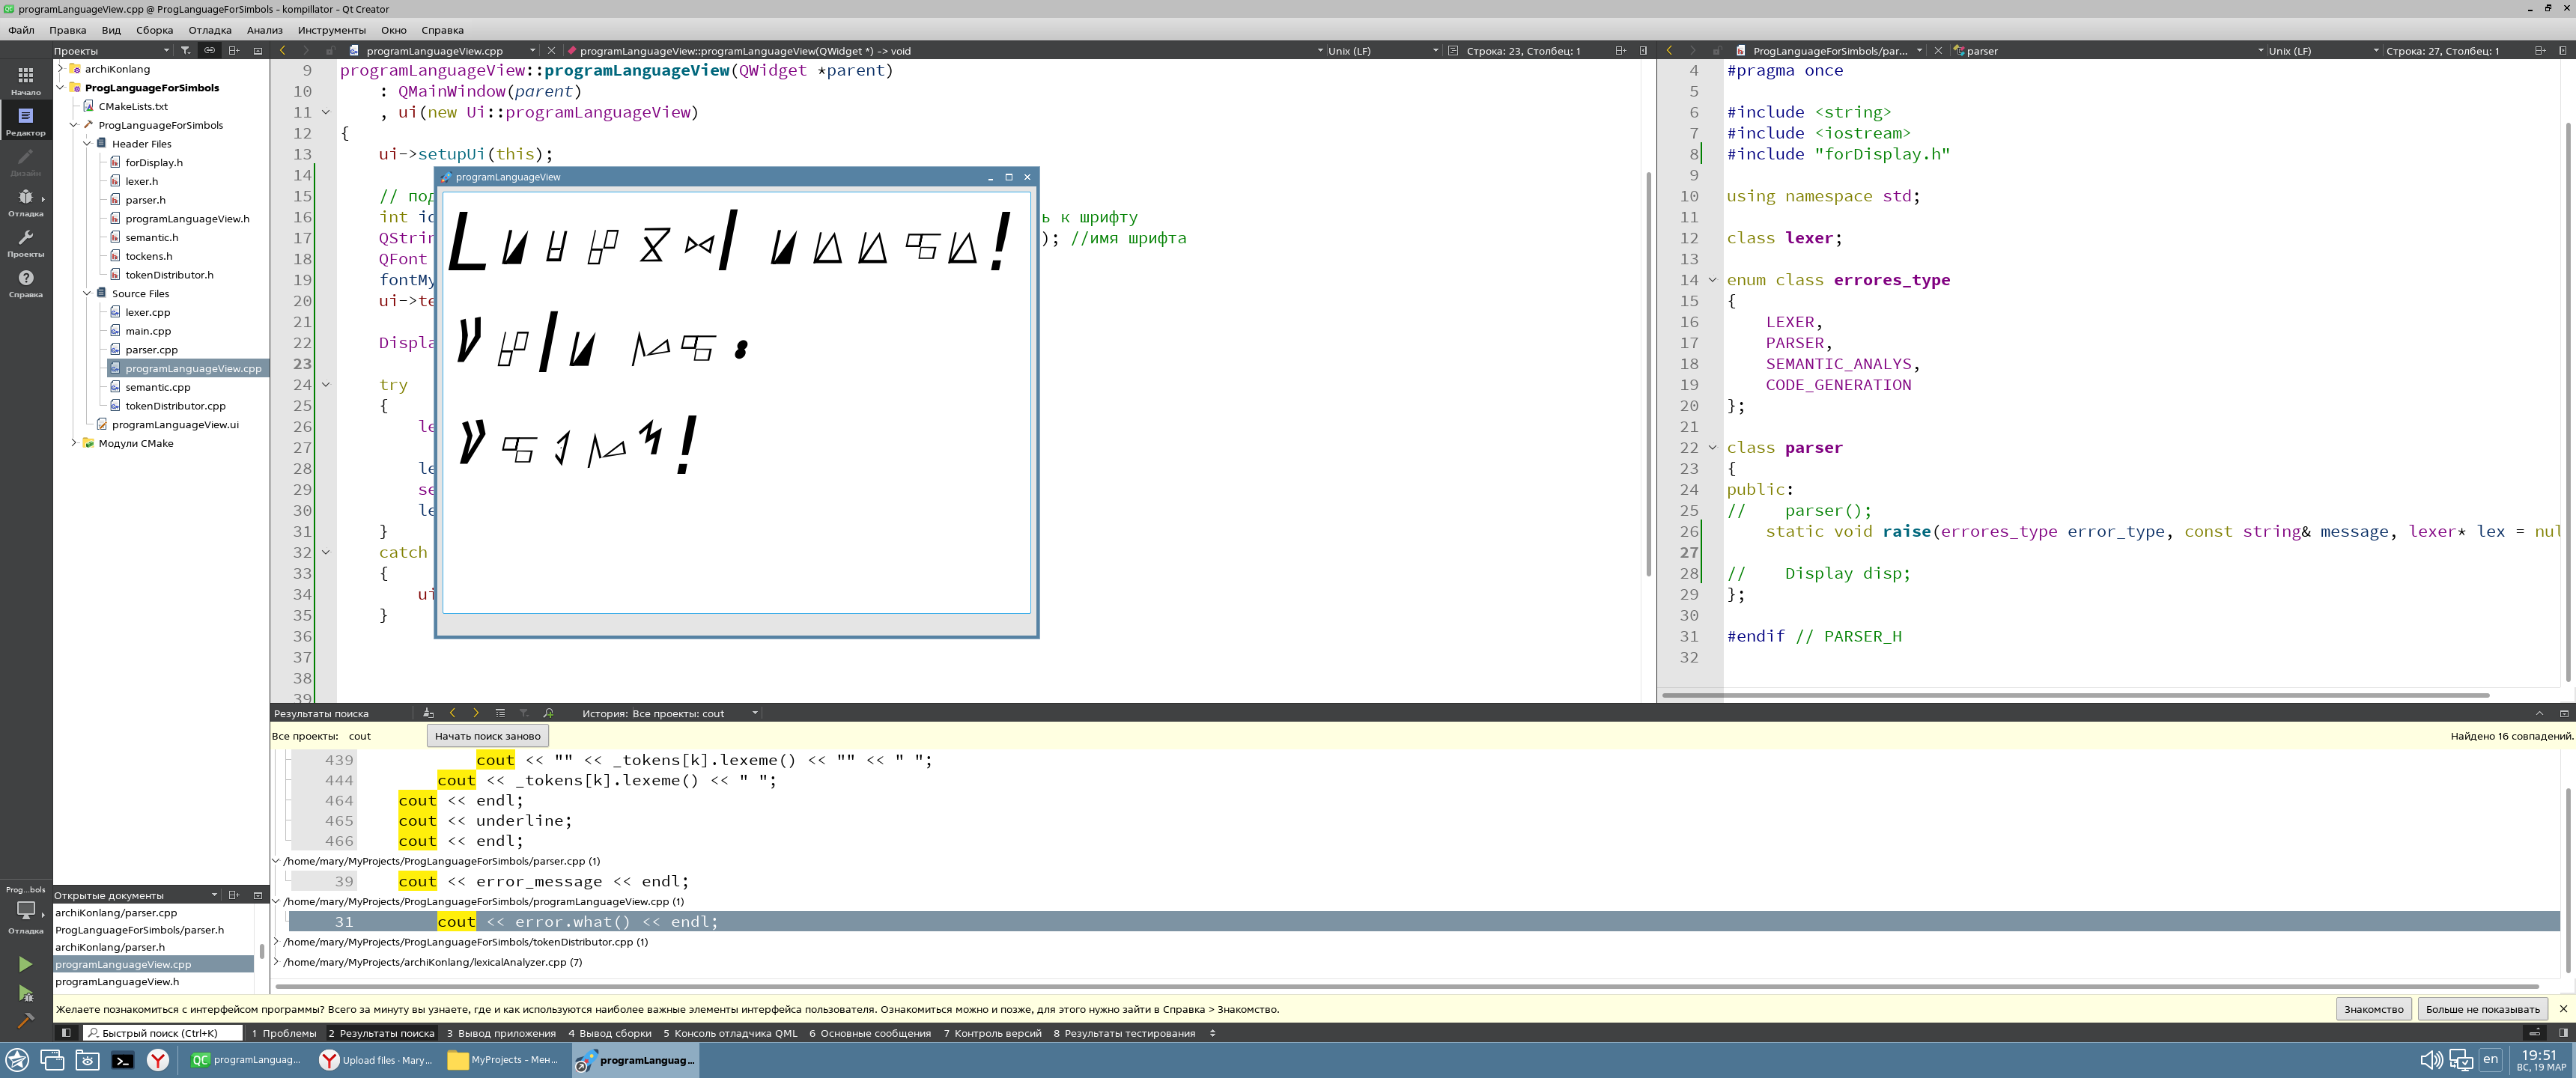 programLanguageView.cpp @ ProgLanguageForSimbols - kompillator - Qt Creator
Файл Правка Вид Сборка Отладка Анализ Инструменты Окно Справка
Проекты programLanguageView.cpp programLanguageView::programLanguageView(QWidget *) -> void Unix (LF) Строка: 23, Столбец: 1 ProgLanguageForSimbols/par... parser Unix (LF) Строка: 27, Столбец: 1
Начало
Редактор
Дизайн
Отладка
Проекты
Справка
archiKonlang
ProgLanguageForSimbols
CMakeLists.txt
ProgLanguageForSimbols
Header Files
forDisplay.h
lexer.h
parser.h
programLanguageView.h
semantic.h
tockens.h
tokenDistributor.h
Source Files
lexer.cpp
main.cpp
parser.cpp
programLanguageView.cpp
semantic.cpp
tokenDistributor.cpp
programLanguageView.ui
Модули CMake
9 programLanguageView::programLanguageView(QWidget *parent)
10 : QMainWindow(parent)
11 , ui(new Ui::programLanguageView)
12 {
13 ui->setupUi(this);
14
15 // по
16 int ь к шрифту
17 QStrin ); //имя шрифта
18 QFont
19 fontMy
20 ui->te
21
22 Displa
23
24 try
25 {
26 le
27
28 le
29 se
30 le
31 }
32 catch
33 {
34 ui
35 }
36
37
38
39
programLanguageView
4 #pragma once
5
6 #include <string>
7 #include <iostream>
8 #include "forDisplay.h"
9
10 using namespace std;
11
12 class lexer;
13
14 enum class errores_type
15 {
16 LEXER,
17 PARSER,
18 SEMANTIC_ANALYS,
19 CODE_GENERATION
20 };
21
22 class parser
23 {
24 public:
25 // parser();
26 static void raise(errores_type error_type, const string& message, lexer* lex = nul
27
28 // Display disp;
29 };
30
31 #endif // PARSER_H
32
Результаты поиска История: Все проекты: cout
Все проекты: cout Начать поиск заново Найдено 16 совпадений.
439 cout << "" << _tokens[k].lexeme() << "" << " ";
444 cout << _tokens[k].lexeme() << " ";
464 cout << endl;
465 cout << underline;
466 cout << endl;
/home/mary/MyProjects/ProgLanguageForSimbols/parser.cpp (1)
39 cout << error_message << endl;
/home/mary/MyProjects/ProgLanguageForSimbols/programLanguageView.cpp (1)
31 cout << error.what() << endl;
/home/mary/MyProjects/ProgLanguageForSimbols/tokenDistributor.cpp (1)
/home/mary/MyProjects/archiKonlang/lexicalAnalyzer.cpp (7)
Prog...bols
Отладка
Открытые документы
archiKonlang/parser.cpp
ProgLanguageForSimbols/parser.h
archiKonlang/parser.h
programLanguageView.cpp
programLanguageView.h
Желаете познакомиться с интерфейсом программы? Всего за минуту вы узнаете, где и как используются наиболее важные элементы интерфейса пользователя. Ознакомиться можно и позже, для этого нужно зайти в Справка > Знакомство. Знакомство Больше не показывать
Быстрый поиск (Ctrl+K) 1 Проблемы 2 Результаты поиска 3 Вывод приложения 4 Вывод сборки 5 Консоль отладчика QML 6 Основные сообщения 7 Контроль версий 8 Результаты тестирования
programLanguag... Upload files · Mary... MyProjects – Мен... programLanguag... en 19:51
ВС, 19 МАР